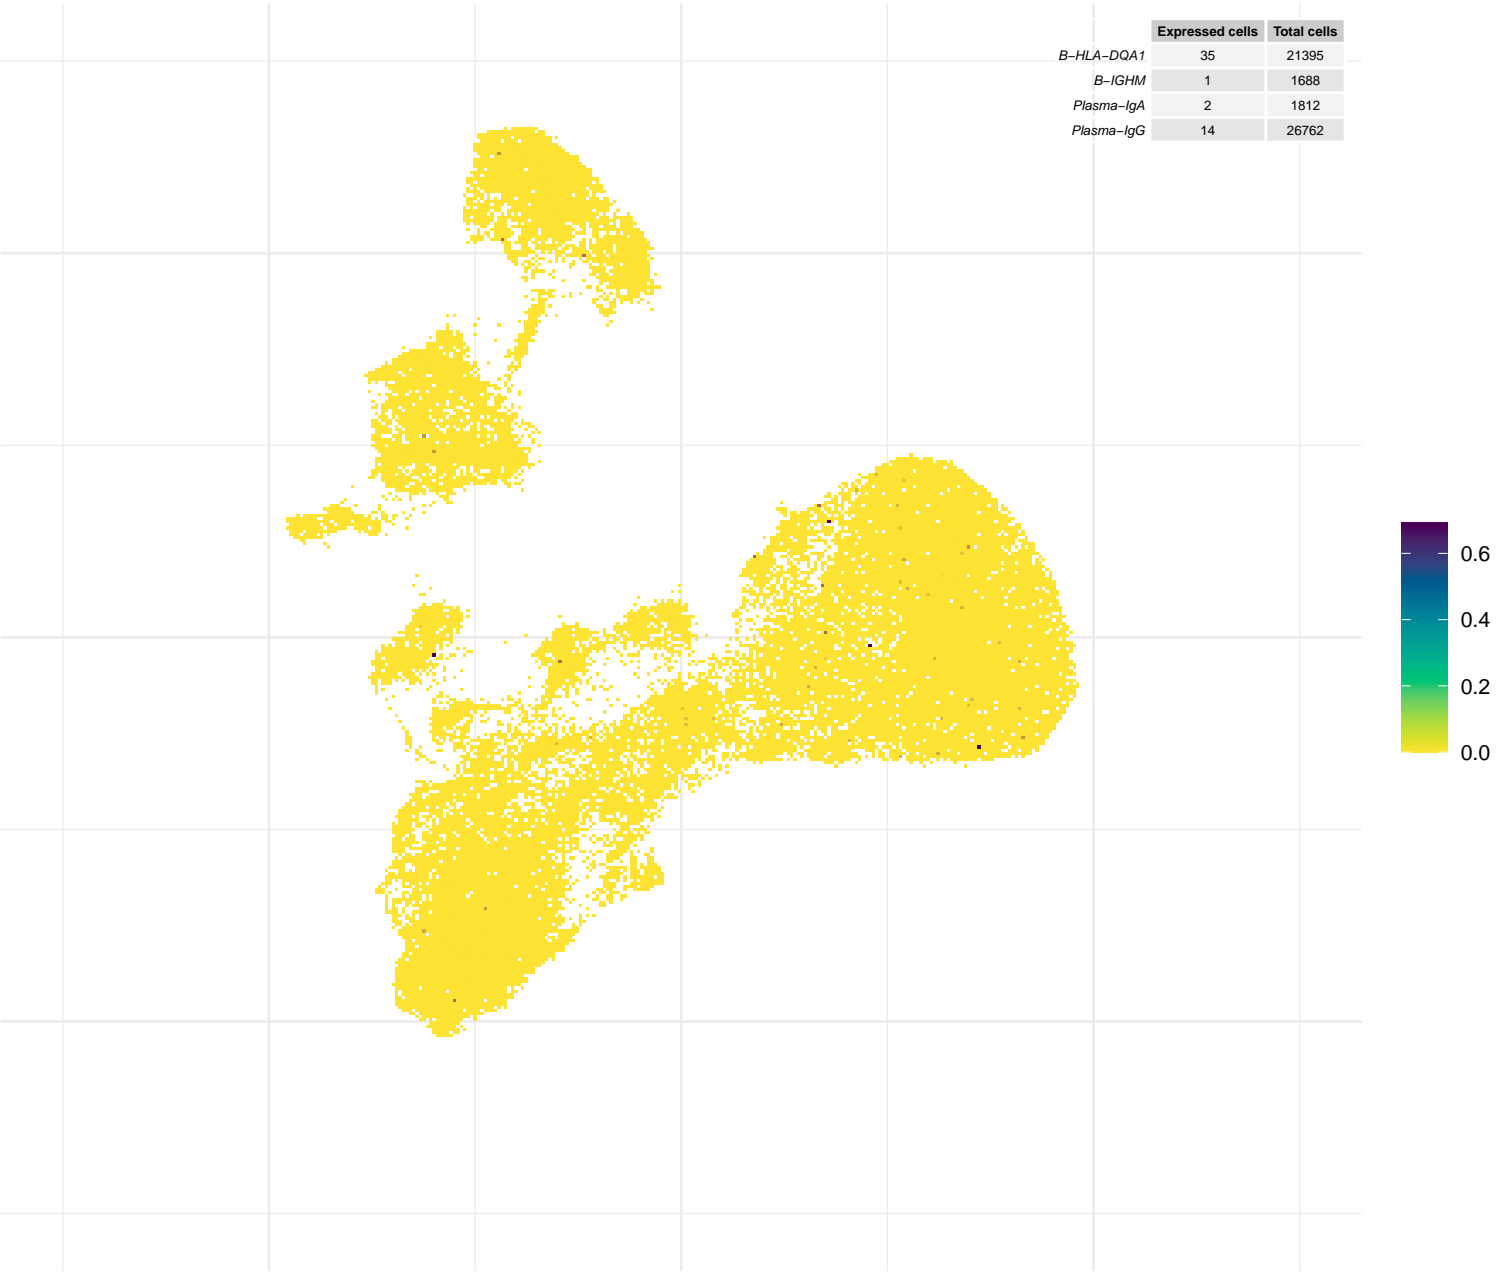 Expressed cells Total cells
B−HLA−DQA1 35 21395
B−IGHM 1 1688
Plasma−IgA 2 1812
Plasma−IgG 14 26762
0.6
0.4
0.2
0.0